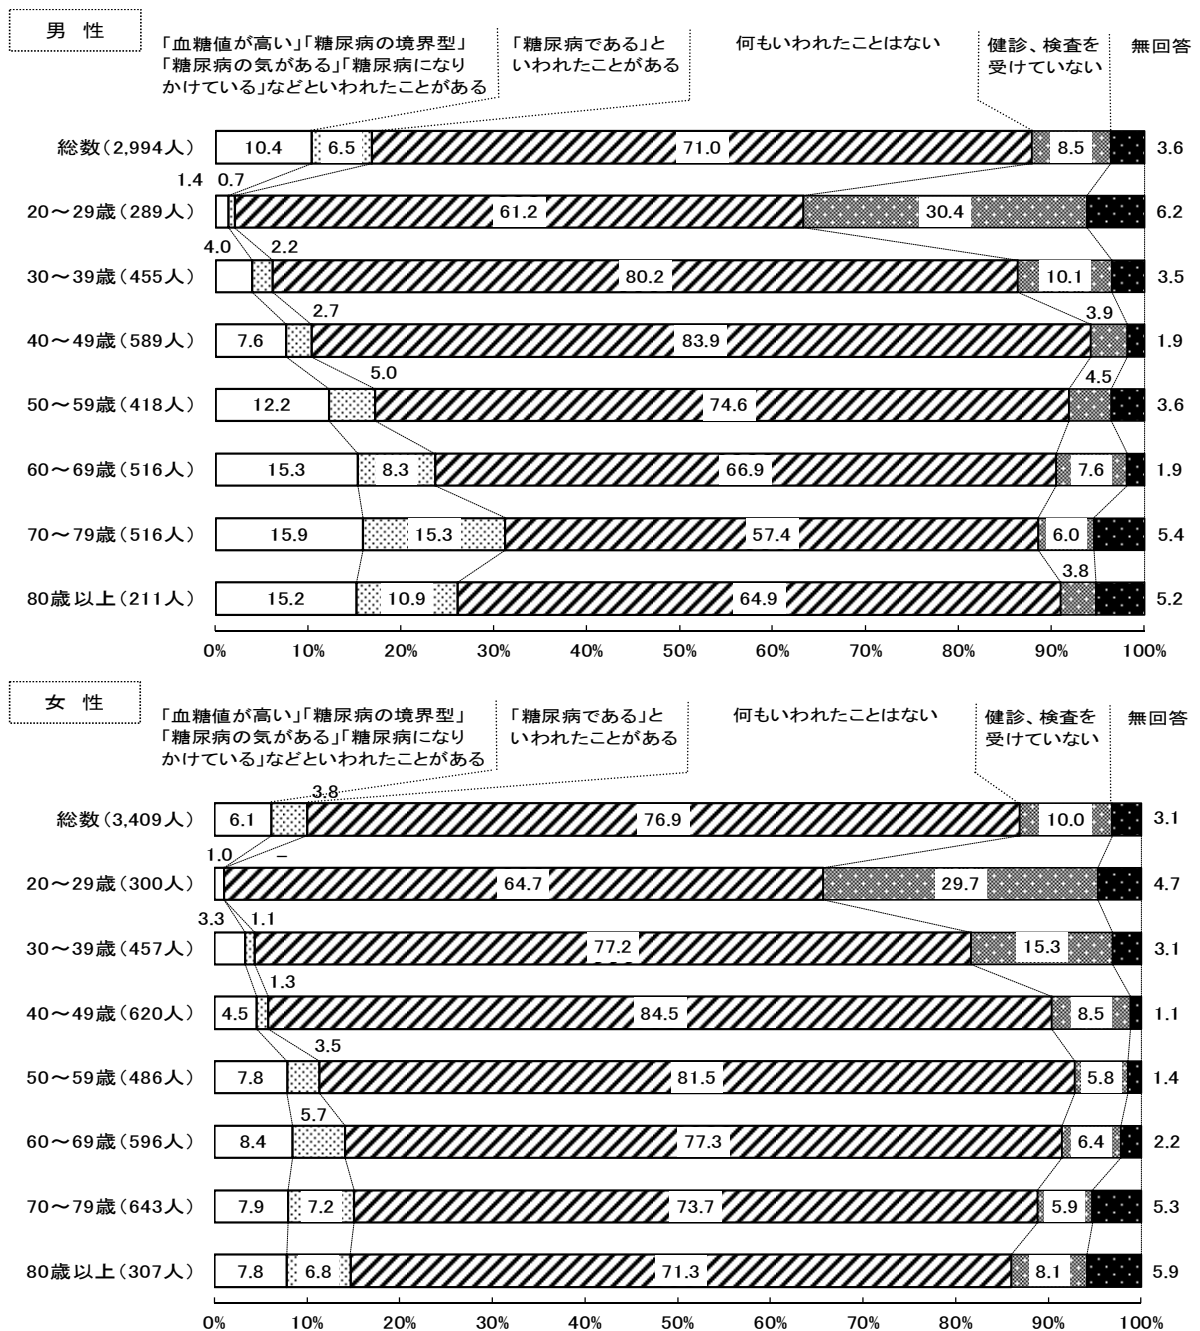 男 性
「血糖値が高い」「糖尿病の境界型」
「糖尿病の気がある」「糖尿病になり
かけている」などといわれたことがある
「糖尿病である」と
いわれたことがある
何もいわれたことはない
健診、検査を
受けていない
無回答
総数(2,994人) 10.4 6.5 71.0 8.5 3.6
1.4 0.7
20～29歳(289人) 61.2 30.4 6.2
4.0 2.2
30～39歳(455人) 80.2 10.1 3.5
2.7 3.9
40～49歳(589人) 7.6 83.9 1.9
5.0 4.5
50～59歳(418人) 12.2 74.6 3.6
60～69歳(516人) 15.3 8.3 66.9 7.6 1.9
70～79歳(516人) 15.9 15.3 57.4 6.0 5.4
3.8
80歳以上(211人) 15.2 10.9 64.9 5.2
0% 10% 20% 30% 40% 50% 60% 70% 80% 90% 100%
女 性
「血糖値が高い」「糖尿病の境界型」
「糖尿病の気がある」「糖尿病になり
かけている」などといわれたことがある
「糖尿病である」と
いわれたことがある
何もいわれたことはない
健診、検査を
受けていない
無回答
3.8
総数(3,409人) 6.1 76.9 10.0 3.1
1.0 －
20～29歳(300人) 64.7 29.7 4.7
3.3 1.1
30～39歳(457人) 77.2 15.3 3.1
1.3
40～49歳(620人) 4.5 84.5 8.5 1.1
3.5
50～59歳(486人) 7.8 81.5 5.8 1.4
5.7
60～69歳(596人) 8.4 77.3 6.4 2.2
70～79歳(643人) 7.9 7.2 73.7 5.9 5.3
80歳以上(307人) 7.8 6.8 71.3 8.1 5.9
0% 10% 20% 30% 40% 50% 60% 70% 80% 90% 100%